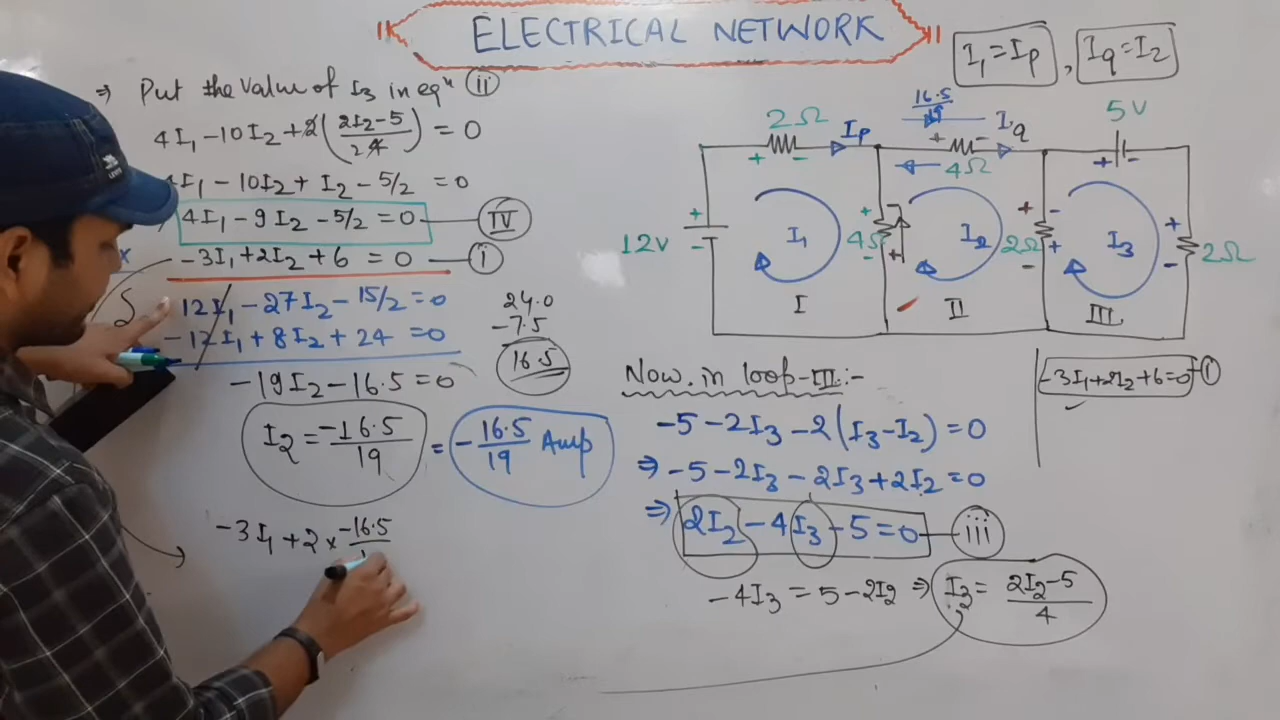 ELECTRICAL NETWORK
I₁=Ip , Iq=I₂
⇒ Put the value of I₃ in eqⁿ (ii)
4I₁-10I₂+2(2I₂-5/2̶4̶)=0
4I₁-10I₂+I₂-5/2=0
4I₁-9I₂-5/2=0 — (IV)
-3I₁+2I₂+6=0 — (i)
12I₁-27I₂-15/2=0
-12I₁+8I₂+24=0
-19I₂-16.5=0
I₂=-16.5/19 = -16.5/19 Amp
-3I₁+2×-16.5
24.0
-7.5
16.5
16.5/19
2Ω
Ip
+ -
Iq
4Ω
5V
+ -
12V
+
-
I₁
4Ω
I₂
2Ω
I₃
2Ω
I
II
III
Now. in loop-III:-
-5-2I₃-2(I₃-I₂)=0
⇒ -5-2I₃-2I₃+2I₂=0
⇒ 2I₂-4I₃-5=0 — (iii)
-4I₃=5-2I₂ ⇒ I₃=2I₂-5/4
-3I₁+2I₂+6=0 — (i)